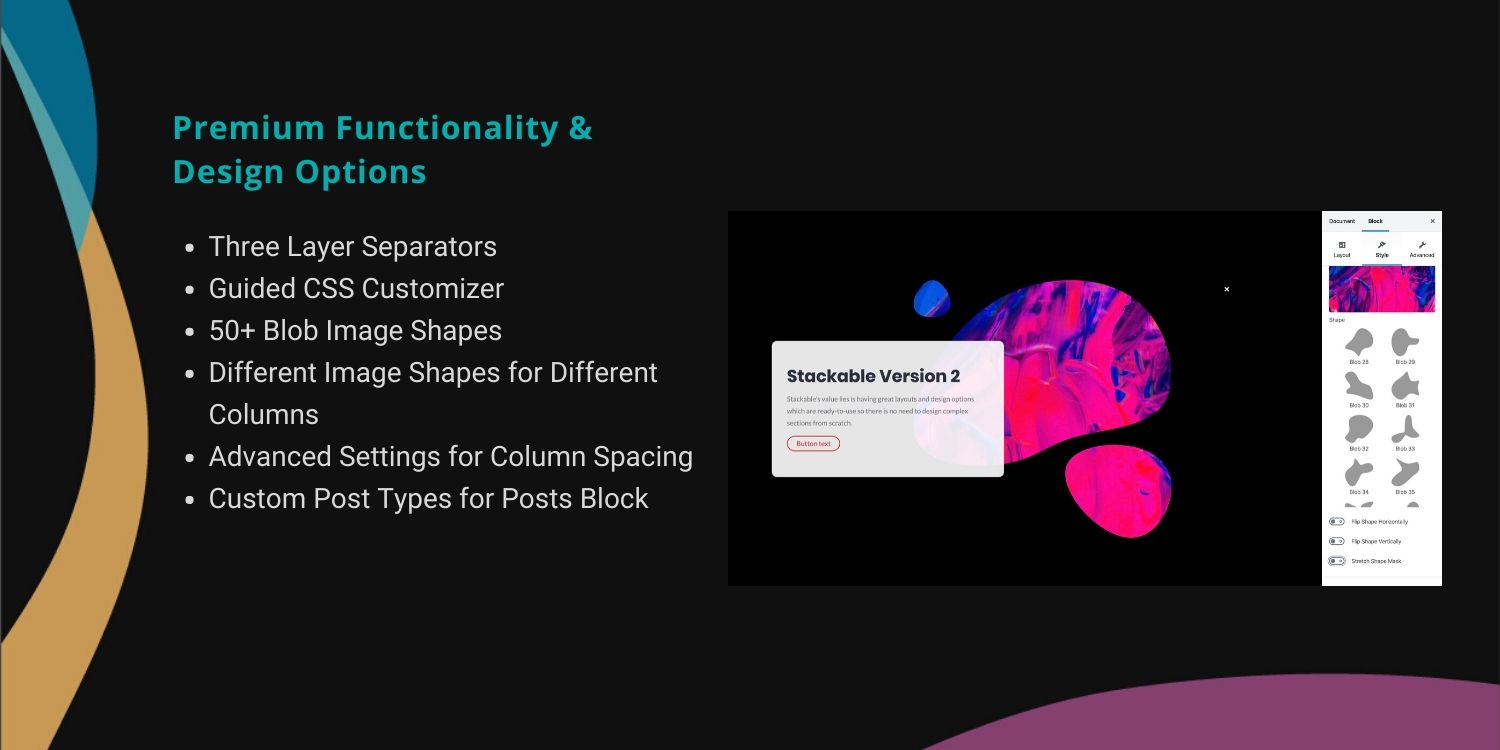 Premium Functionality &
Design Options
• Three Layer Separators
• Guided CSS Customizer
• 50+ Blob Image Shapes
• Different Image Shapes for Different
Columns
• Advanced Settings for Column Spacing
• Custom Post Types for Posts Block
Stackable Version 2
Stackable's value lies is having great layouts and design options
which are ready-to-use so there is no need to design complex
sections from scratch.
Button text
Document Block
Layout Style Advanced
Shape
Blob 28 Blob 29
Blob 30 Blob 31
Blob 32 Blob 33
Blob 34 Blob 35
Flip Shape Horizontally
Flip Shape Vertically
Stretch Shape Mask